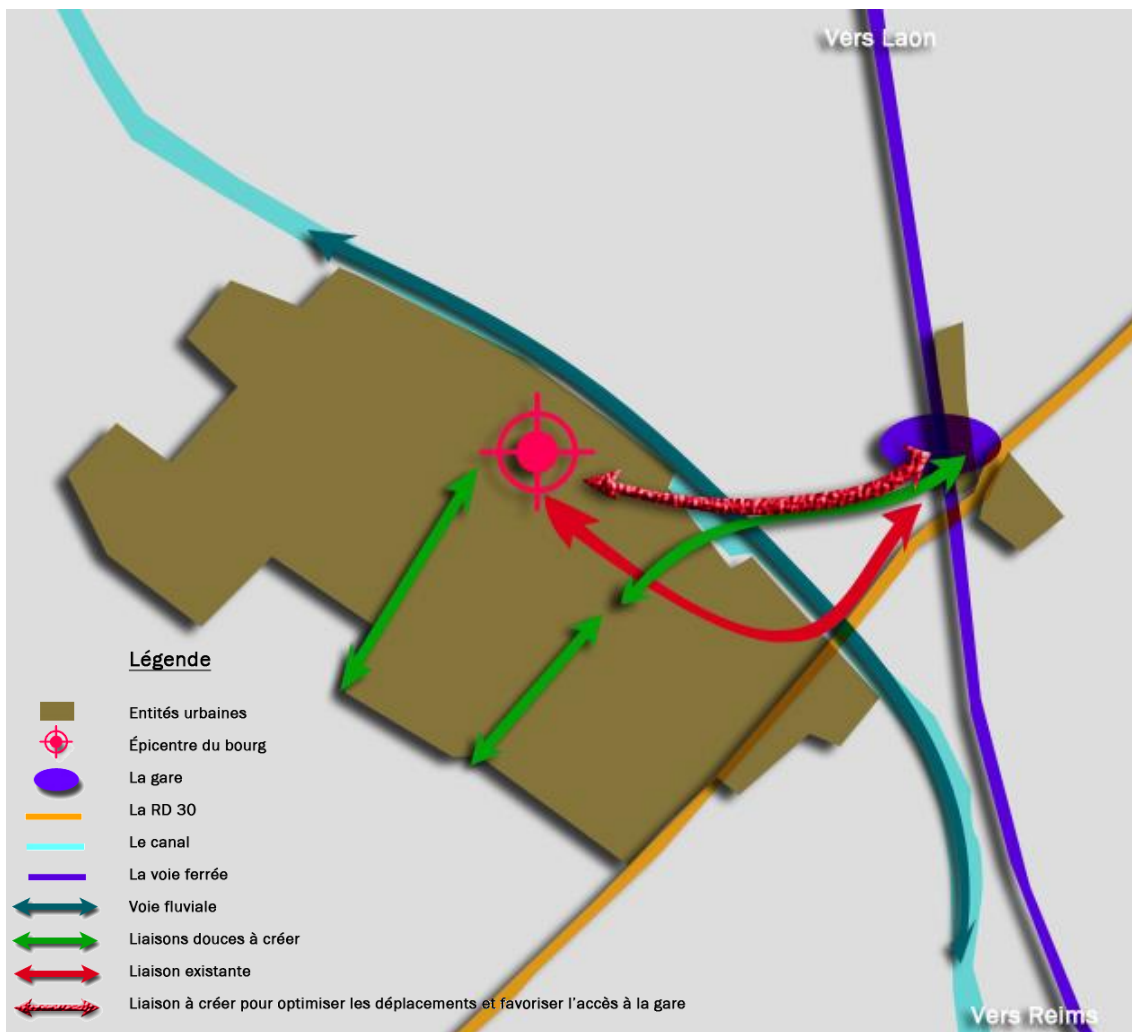 Vers Laon
Légende
Entités urbaines
Épicentre du bourg
La gare
La RD 30
Le canal
La voie ferrée
Voie fluviale
Liaisons douces à créer
Liaison existante
Liaison à créer pour optimiser les déplacements et favoriser l'accès à la gare
Vers Reims